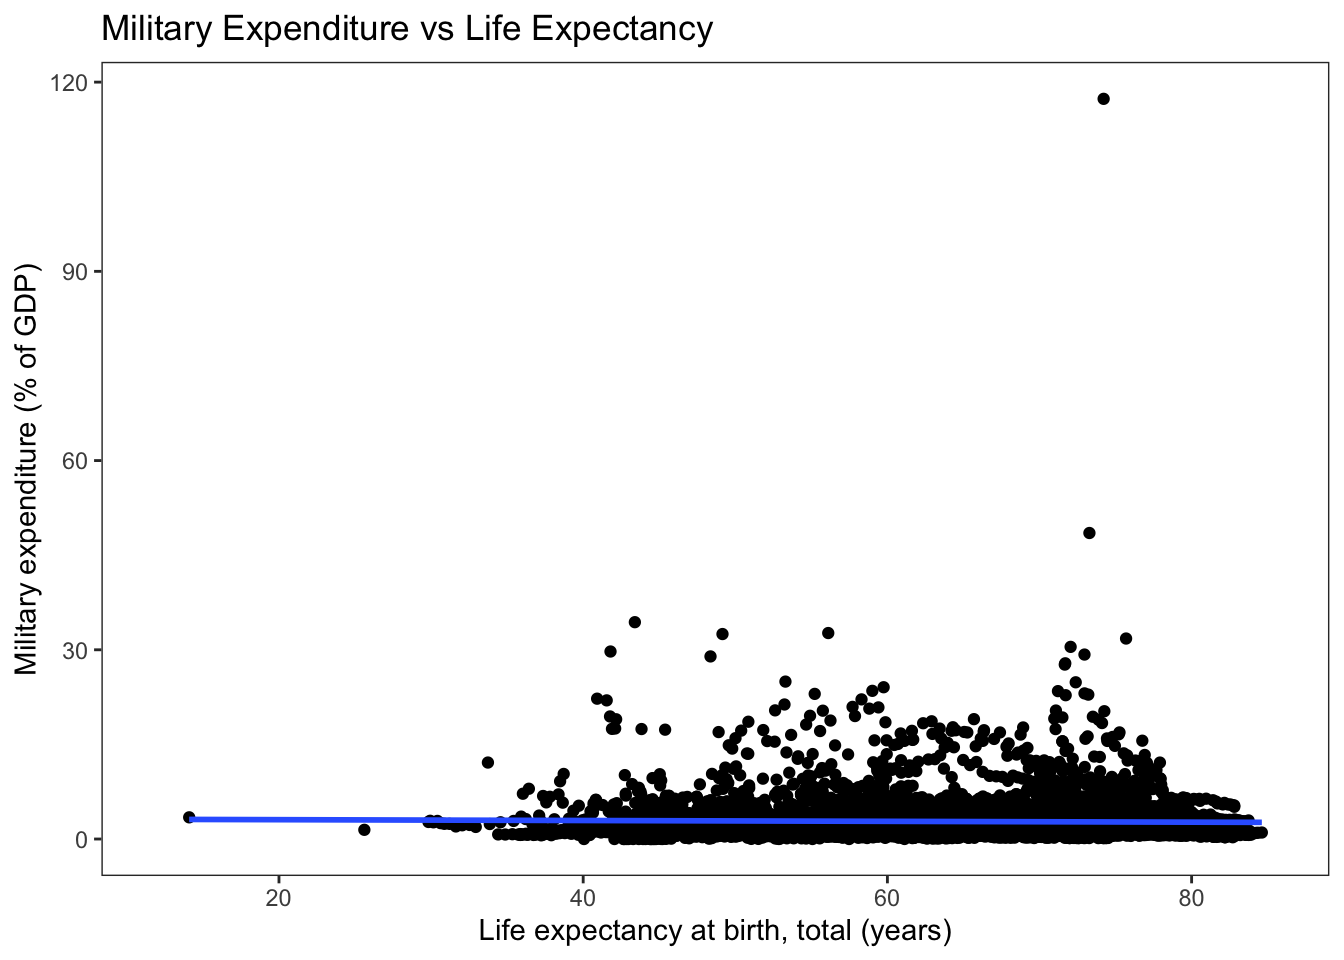 Military Expenditure vs Life Expectancy
120
90
60
30
0
Military expenditure (% of GDP)
20 40 60 80
Life expectancy at birth, total (years)